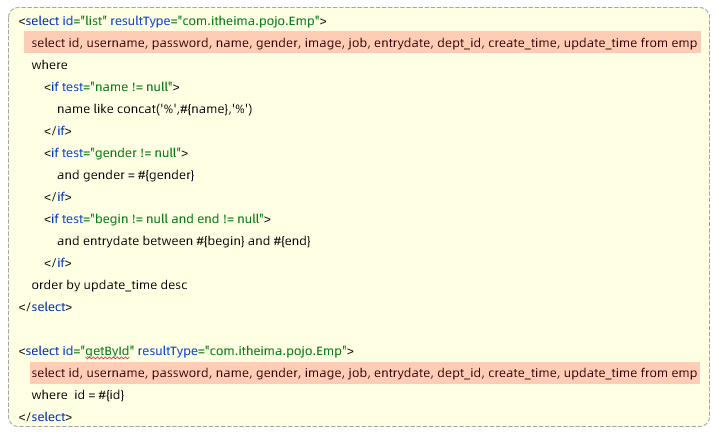 <select id="list" resultType="com.itheima.pojo.Emp">
select id, username, password, name, gender, image, job, entrydate, dept_id, create_time, update_time from emp
where
<if test="name != null">
name like concat('%',#{name},'%')
</if>
<if test="gender != null">
and gender = #{gender}
</if>
<if test="begin != null and end != null">
and entrydate between #{begin} and #{end}
</if>
order by update_time desc
</select>
<select id="getById" resultType="com.itheima.pojo.Emp">
select id, username, password, name, gender, image, job, entrydate, dept_id, create_time, update_time from emp
where  id = #{id}
</select>